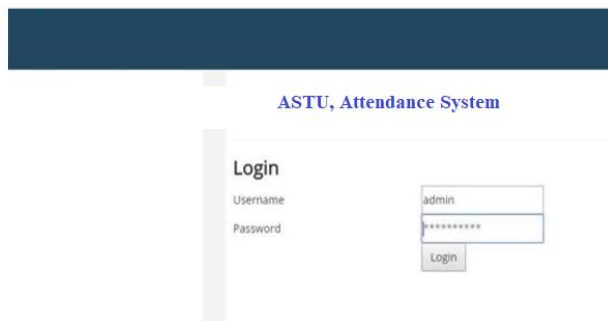 ASTU, Attendance System
Login
Username admin
Password **********
Login